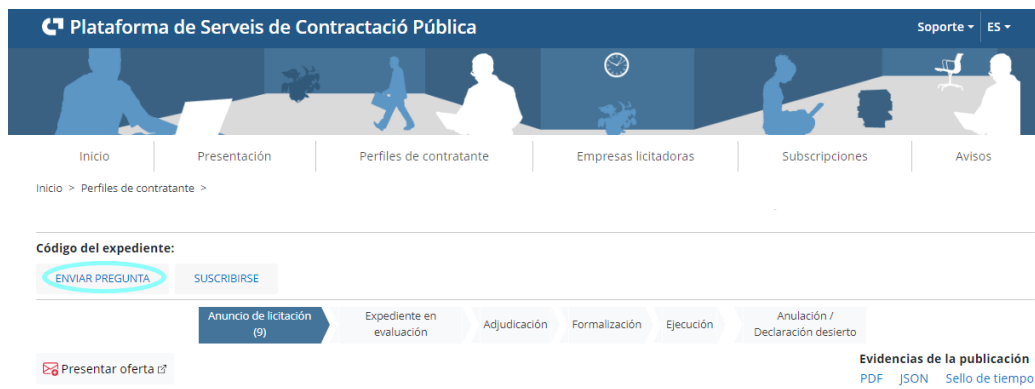 Plataforma de Serveis de Contractació Pública
Soporte ES
Inicio Presentación Perfiles de contratante Empresas licitadoras Subscripciones Avisos
Inicio > Perfiles de contratante >
Código del expediente:
ENVIAR PREGUNTA SUSCRIBIRSE
Anuncio de licitación Expediente en Anulación /
(9) evaluación Adjudicación Formalización Ejecución Declaración desierto
Evidencias de la publicación
Presentar oferta
PDF JSON Sello de tiempo